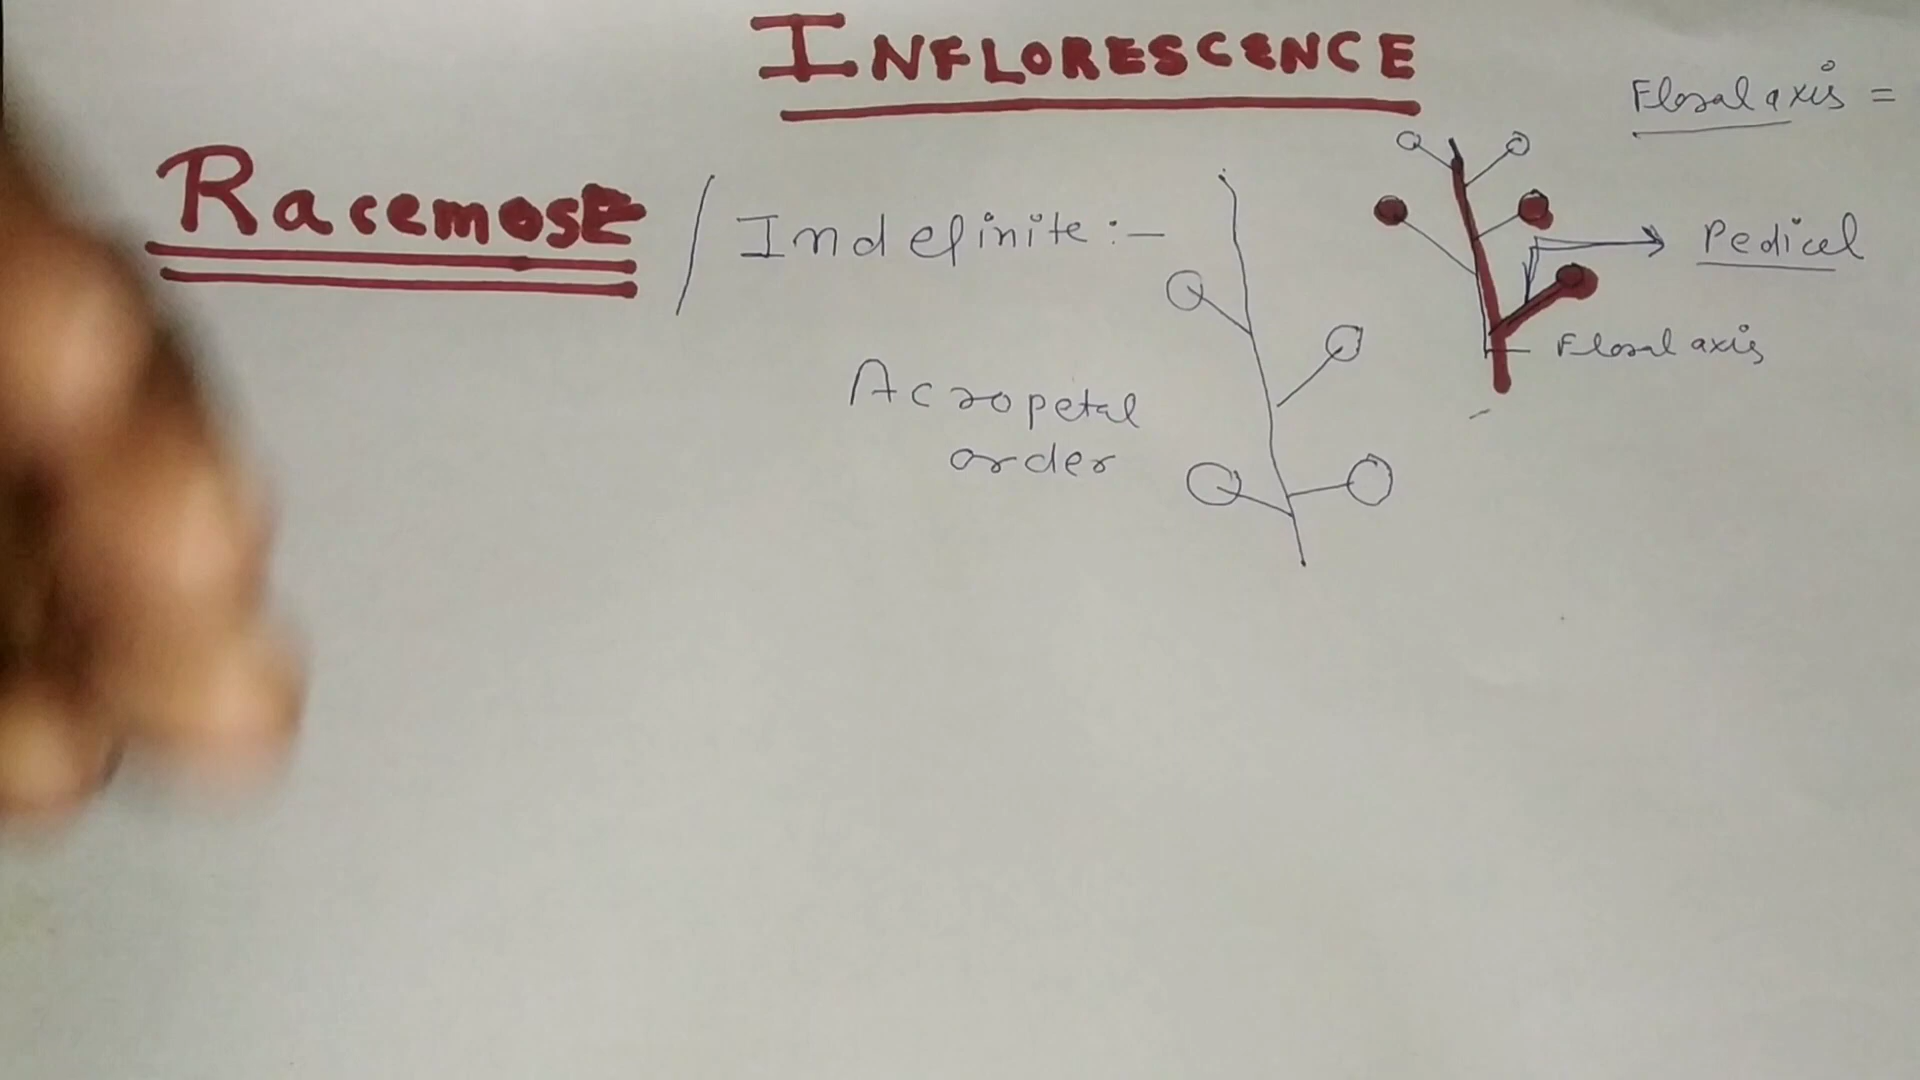 INFLORESCENCE
Floral axis =
Racemose / Indefinite :-
Pedicel
Floral axis
Acropetal
order